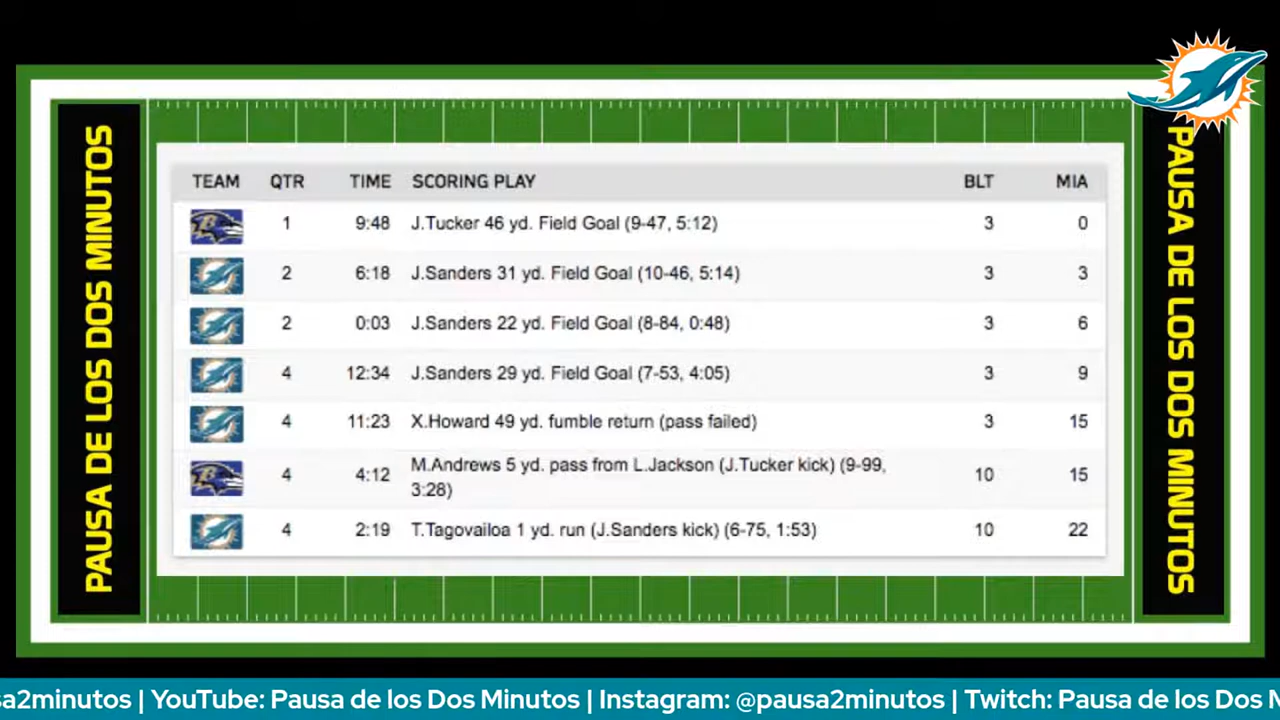 PAUSA DE LOS DOS MINUTOS
TEAM QTR TIME SCORING PLAY BLT MIA
1 9:48 J.Tucker 46 yd. Field Goal (9-47, 5:12) 3 0
2 6:18 J.Sanders 31 yd. Field Goal (10-46, 5:14) 3 3
2 0:03 J.Sanders 22 yd. Field Goal (8-84, 0:48) 3 6
4 12:34 J.Sanders 29 yd. Field Goal (7-53, 4:05) 3 9
4 11:23 X.Howard 49 yd. fumble return (pass failed) 3 15
4 4:12 M.Andrews 5 yd. pass from L.Jackson (J.Tucker kick) (9-99, 10 15
3:28)
4 2:19 T.Tagovailoa 1 yd. run (J.Sanders kick) (6-75, 1:53) 10 22
PAUSA DE LOS DOS MINUTOS
sa2minutos | YouTube: Pausa de los Dos Minutos | Instagram: @pausa2minutos | Twitch: Pausa de los Dos M